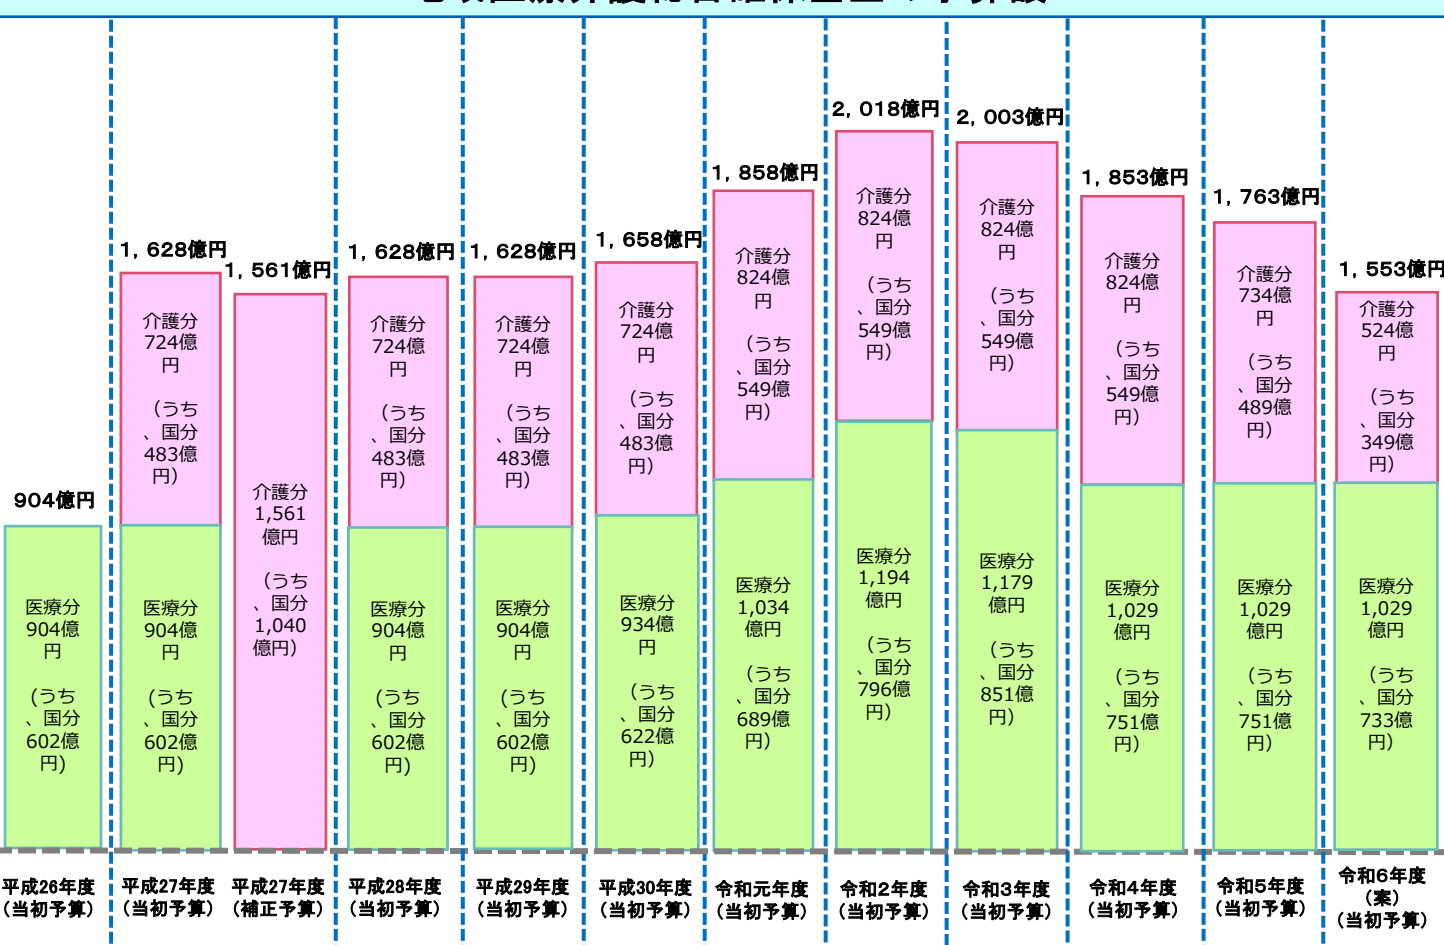 904億円
医療分
904億
円
(うち
、国分
602億
円)
平成26年度
(当初予算)
1,628億円
介護分
724億
円
(うち
、国分
483億
円)
医療分
904億
円
(うち
、国分
602億
円)
平成27年度
(当初予算)
1,561億円
介護分
1,561
億円
(うち
、国分
1,040
億円)
平成27年度
(補正予算)
1,628億円
介護分
724億
円
(うち
、国分
483億
円)
医療分
904億
円
(うち
、国分
602億
円)
平成28年度
(当初予算)
1,628億円
介護分
724億
円
(うち
、国分
483億
円)
医療分
904億
円
(うち
、国分
602億
円)
平成29年度
(当初予算)
1,658億円
介護分
724億
円
(うち
、国分
483億
円)
医療分
934億
円
(うち
、国分
622億
円)
平成30年度
(当初予算)
1,858億円
介護分
824億
円
(うち
、国分
549億
円)
医療分
1,034
億円
(うち
、国分
689億
円)
令和元年度
(当初予算)
2,018億円
介護分
824億
円
(うち
、国分
549億
円)
医療分
1,194
億円
(うち
、国分
796億
円)
令和2年度
(当初予算)
2,003億円
介護分
824億
円
(うち
、国分
549億
円)
医療分
1,179
億円
(うち
、国分
851億
円)
令和3年度
(当初予算)
1,853億円
介護分
824億
円
(うち
、国分
549億
円)
医療分
1,029
億円
(うち
、国分
751億
円)
令和4年度
(当初予算)
1,763億円
介護分
734億
円
(うち
、国分
489億
円)
医療分
1,029
億円
(うち
、国分
751億
円)
令和5年度
(当初予算)
1,553億円
介護分
524億
円
(うち
、国分
349億
円)
医療分
1,029
億円
(うち
、国分
733億
円)
令和6年度
(案)
(当初予算)